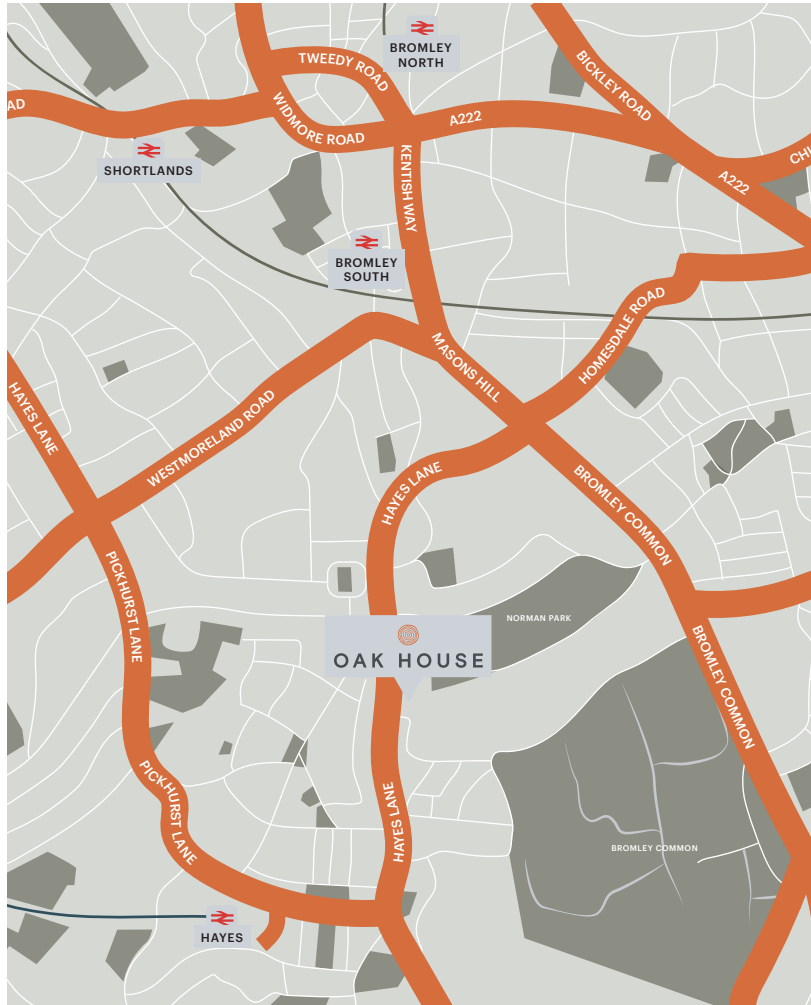 BROMLEY
NORTH
TWEEDY ROAD
BICKLEY ROAD
AD
WIDMORE ROAD
A222
KENTISH WAY
CHI
A222
SHORTLANDS
BROMLEY
SOUTH
HOMESDALE ROAD
MASONS HILL
HAYES LANE
WESTMORELAND ROAD
HAYES LANE
BROMLEY COMMON
PICKHURST LANE
NORMAN PARK
OAK HOUSE
BROMLEY COMMON
PICKHURST LANE
HAYES LANE
BROMLEY COMMON
HAYES